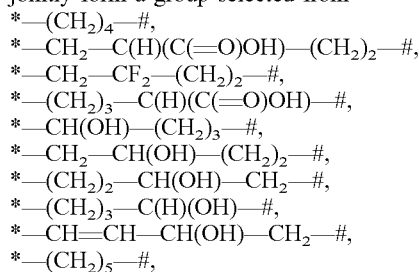 jointly form a group selected from
*—(CH₂)₄—#,
*—CH₂—C(H)(C(═O)OH)—(CH₂)₂—#,
*—CH₂—CF₂—(CH₂)₂—#,
*—(CH₂)₃—C(H)(C(═O)OH)—#,
*—CH(OH)—(CH₂)₃—#,
*—CH₂—CH(OH)—(CH₂)₂—#,
*—(CH₂)₂—CH(OH)—CH₂—#,
*—(CH₂)₃—C(H)(OH)—#,
*—CH═CH—CH(OH)—CH₂—#,
*—(CH₂)₅—#,